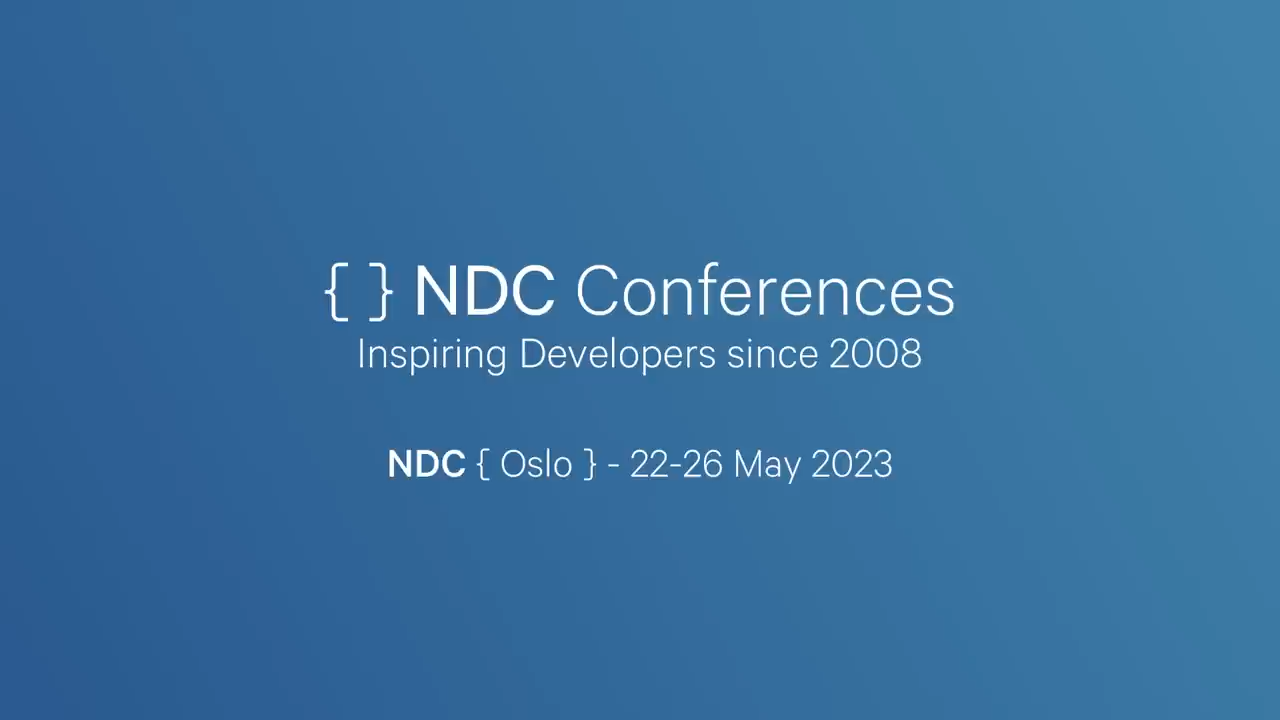 { } NDC Conferences
Inspiring Developers since 2008
NDC { Oslo } - 22-26 May 2023